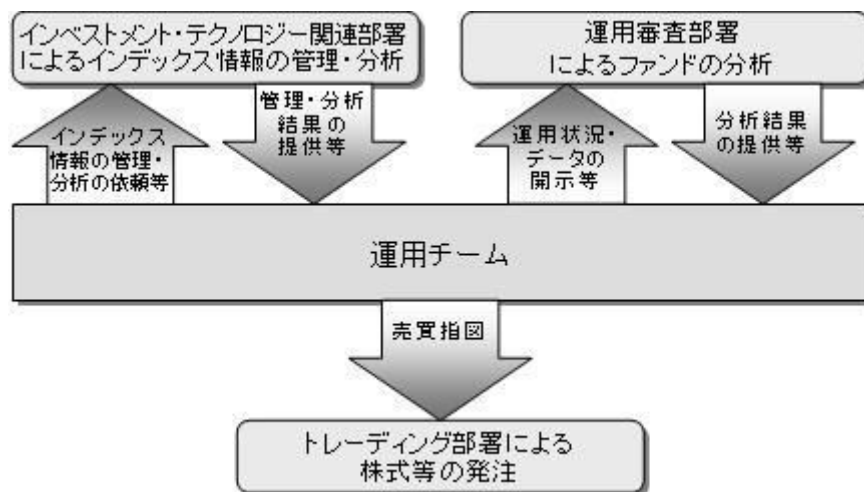 インベストメント・テクノロジー関連部署
によるインデックス情報の管理・分析
運用審査部署
によるファンドの分析
インデックス
情報の管理・
分析の依頼等
管理・分析
結果の
提供等
運用状況・
データの
開示等
分析結果
の提供等
運用チーム
売買指図
トレーディング部署による
株式等の発注